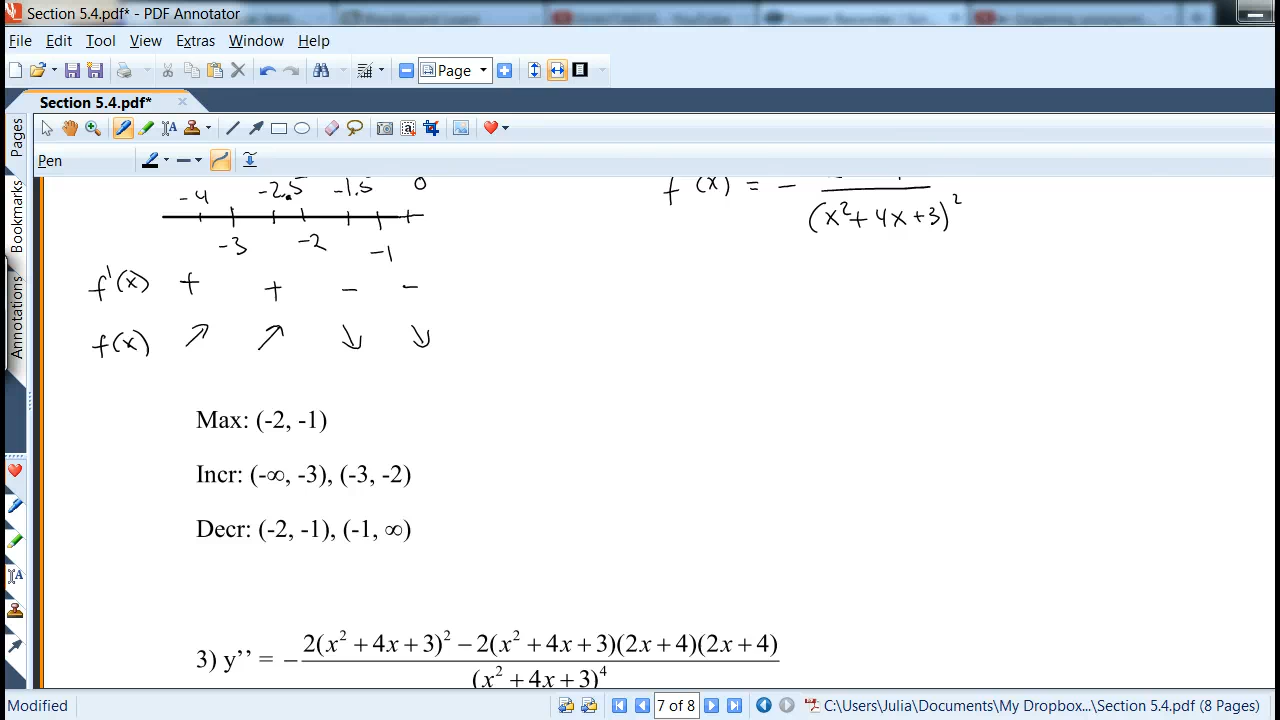 Section 5.4.pdf* - PDF Annotator
File Edit Tool View Extras Window Help
Page
Section 5.4.pdf*
Pen
Pages
Bookmarks
Annotations
-4 -2.5 -1.5 0
-3 -2 -1
f'(x) + + - -
f(x) ↗ ↗ ↘ ↘
f (x) = -
(x²+4x+3)²
Max: (-2, -1)
Incr: (-∞, -3), (-3, -2)
Decr: (-2, -1), (-1, ∞)
3) y’’ = − 2(x² + 4x + 3)² − 2(x² + 4x + 3)(2x + 4)(2x + 4)
(x² + 4x + 3)⁴
Modified
7 of 8
C:\Users\Julia\Documents\My Dropbox...\Section 5.4.pdf (8 Pages)